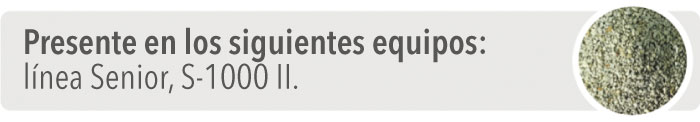 Presente en los siguientes equipos:
línea Senior, S-1000 II.